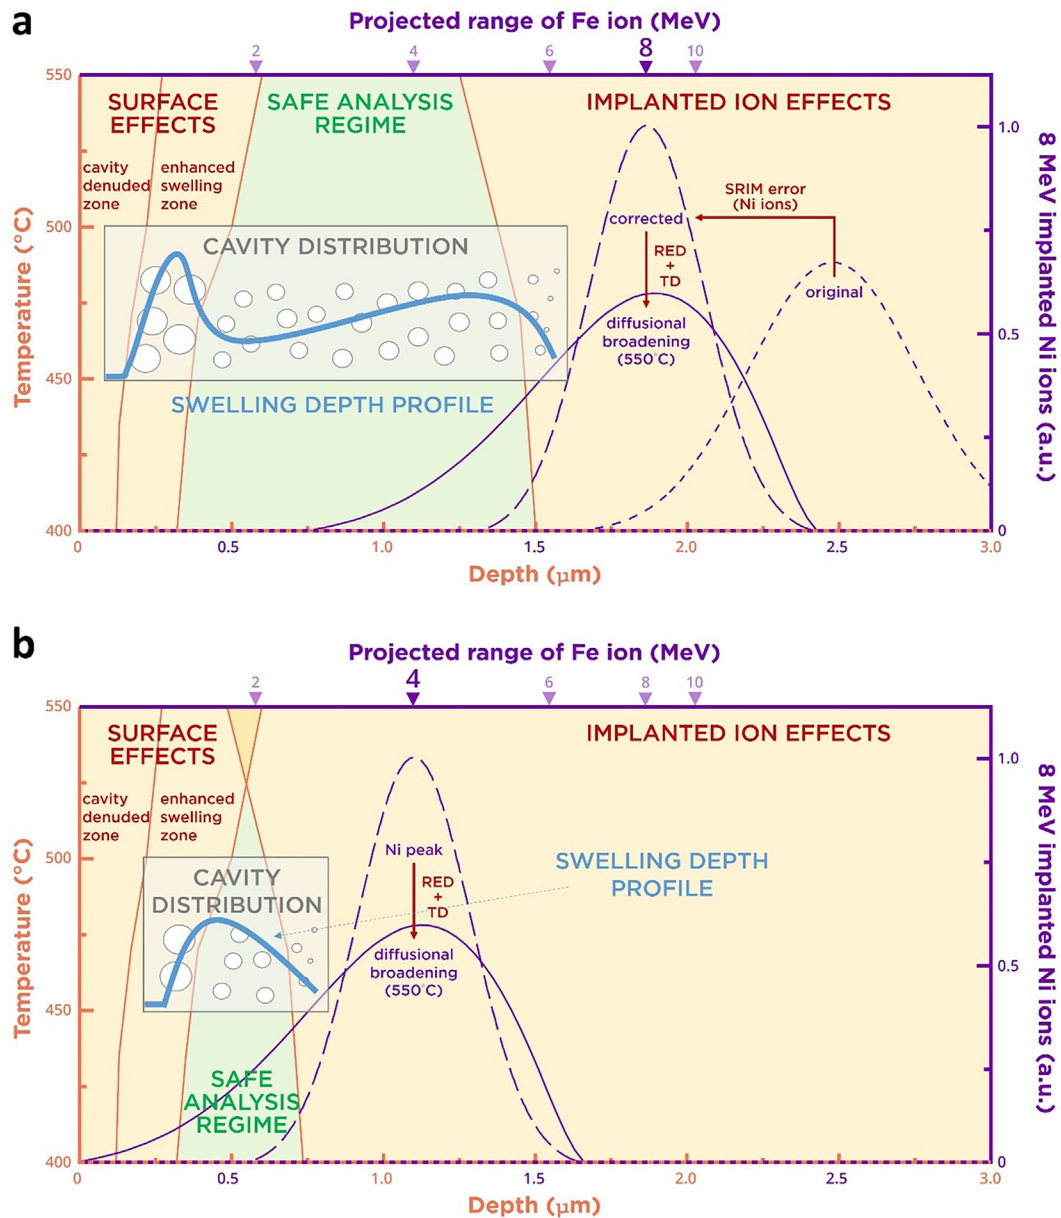 a
Projected range of Fe ion (MeV)
2 4 6 8 10
550
SURFACE
EFFECTS
SAFE ANALYSIS
REGIME
IMPLANTED ION EFFECTS
1.0
cavity
denuded
zone
enhanced
swelling
zone
SRIM error
(Ni ions)
corrected
RED
+
TD
500
CAVITY DISTRIBUTION
original
diffusional
broadening
(550°C)
0.5
450
SWELLING DEPTH PROFILE
400
0
Temperature (°C)
8 MeV implanted Ni ions (a.u.)
0 0.5 1.0 1.5 2.0 2.5 3.0
Depth (μm)
b
Projected range of Fe ion (MeV)
2 4 6 8 10
550
SURFACE
EFFECTS
IMPLANTED ION EFFECTS
1.0
cavity
denuded
zone
enhanced
swelling
zone
500
Ni peak
SWELLING DEPTH
PROFILE
CAVITY
DISTRIBUTION
RED
+
TD
diffusional
broadening
(550°C)
0.5
450
SAFE
ANALYSIS
REGIME
400
0
Temperature (°C)
8 MeV implanted Ni ions (a.u.)
0 0.5 1.0 1.5 2.0 2.5 3.0
Depth (μm)